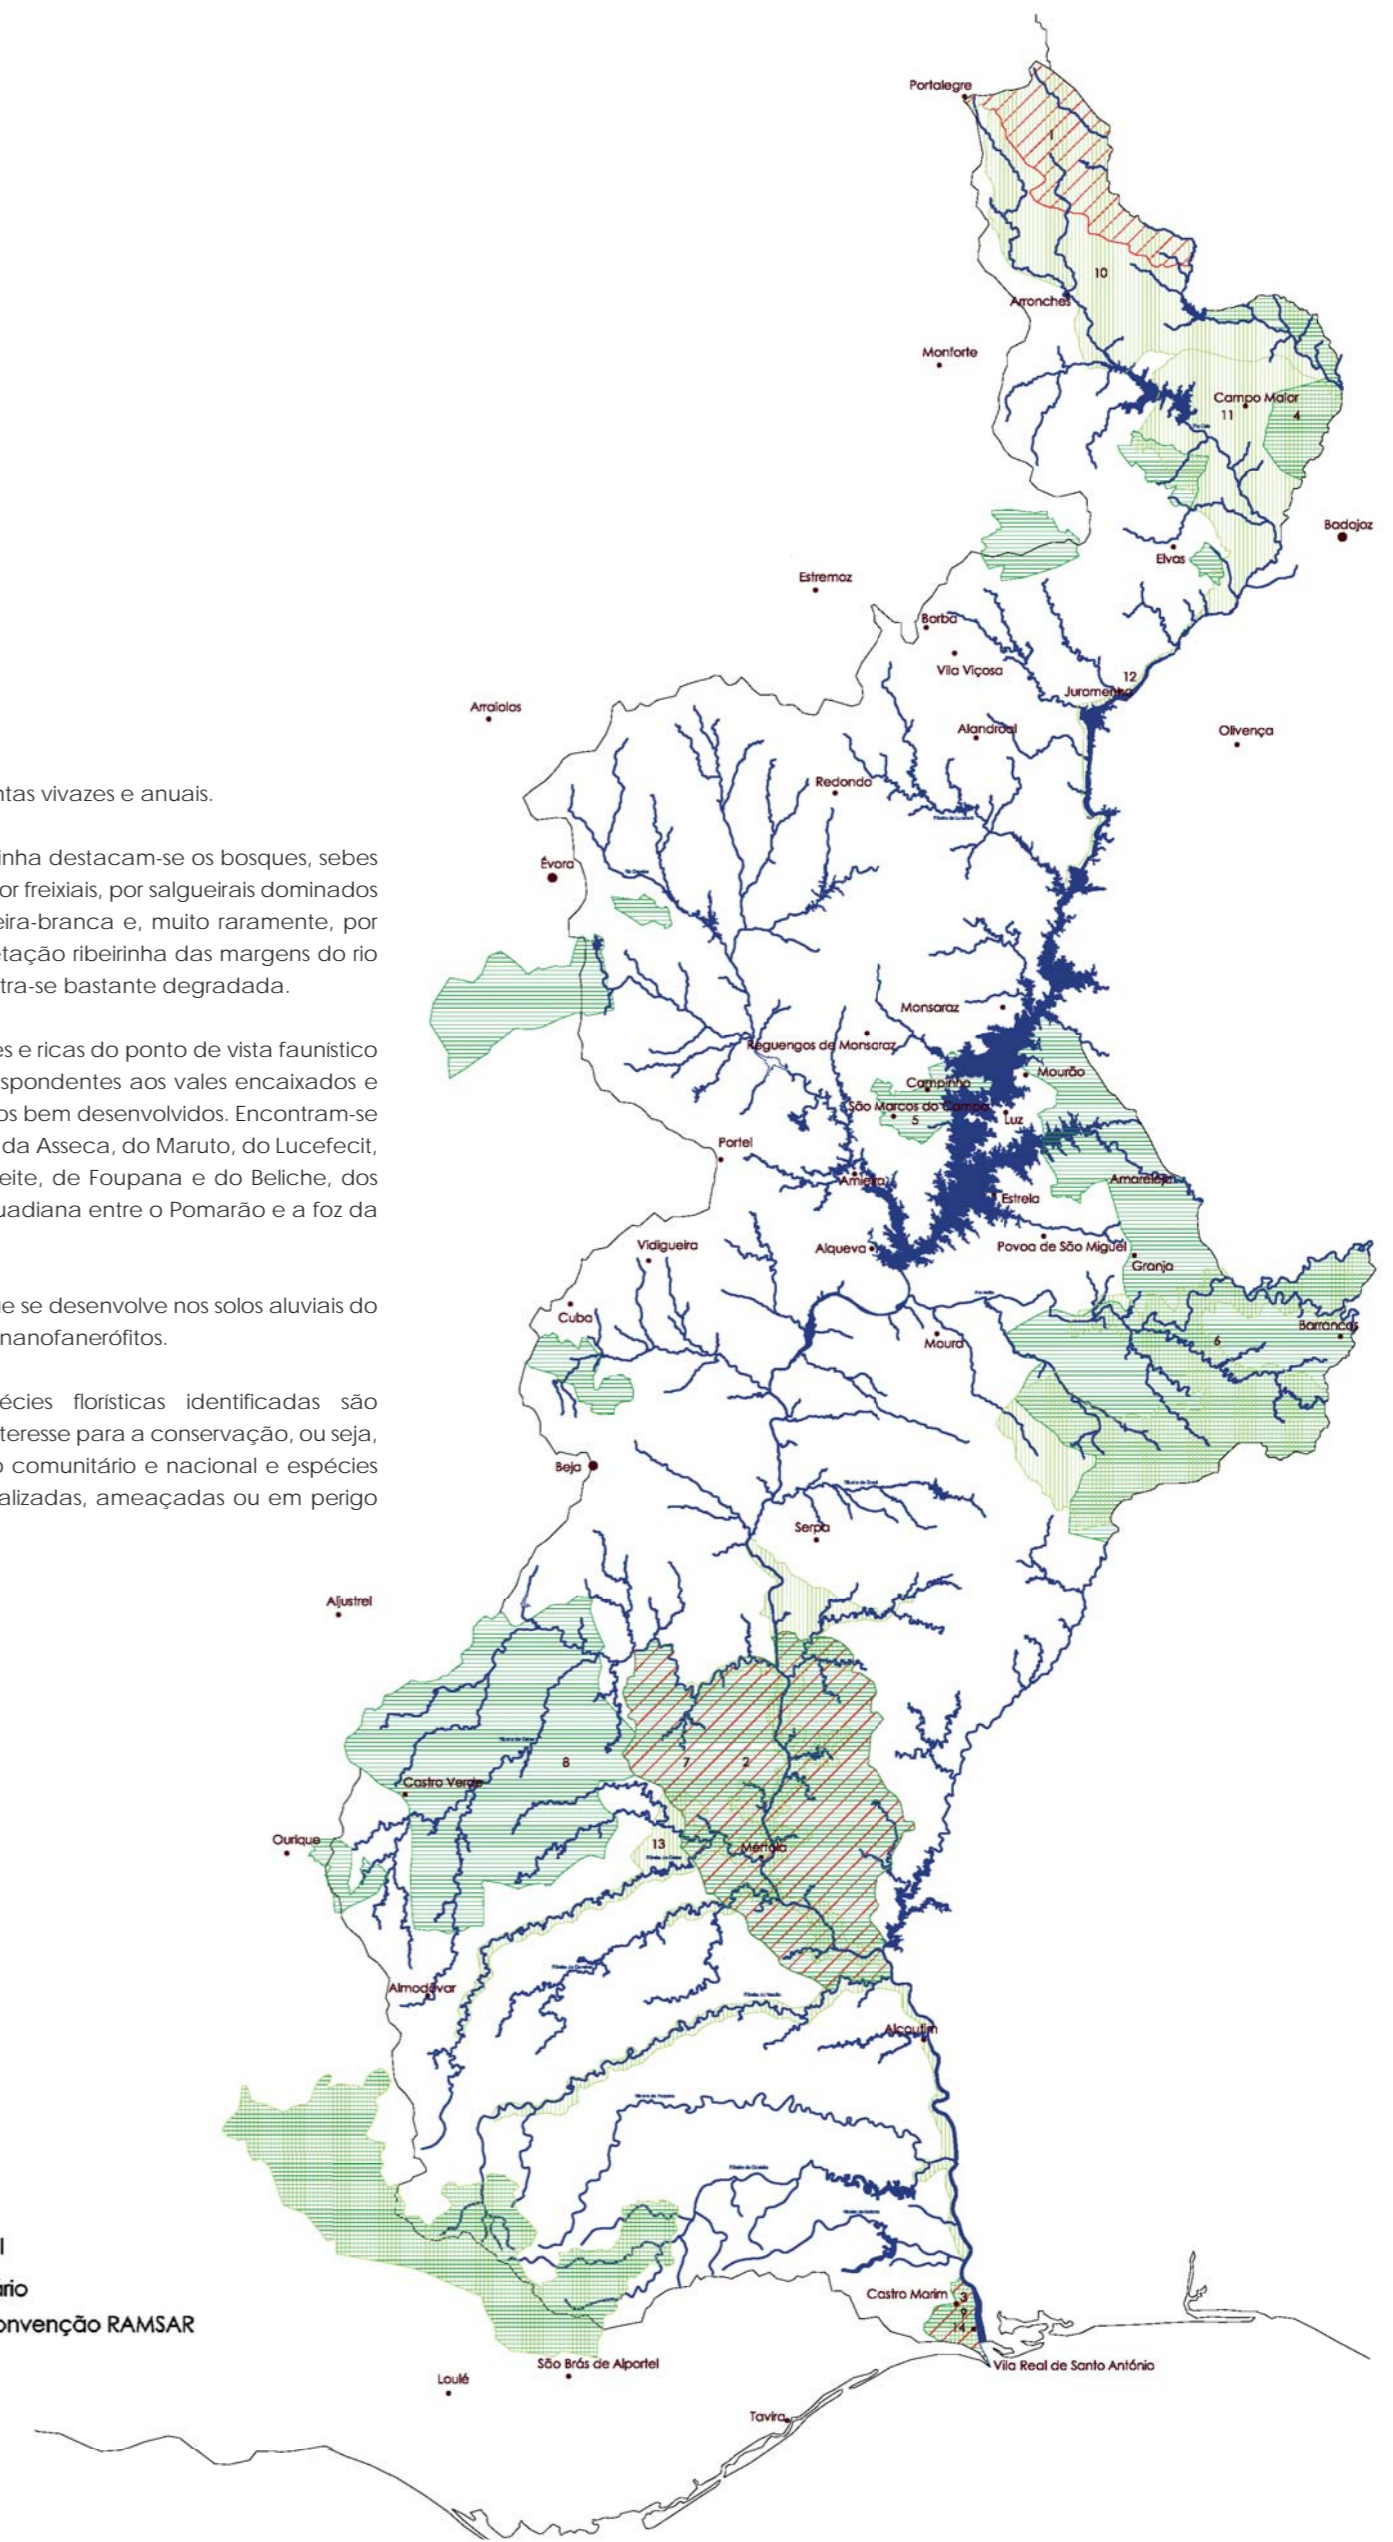 Portalegre
1
10
Arronches
Monforte
Campo Maior
11
4
Badajoz
Elvas
Estremoz
Borba
Vila Viçosa
12
Juromenha
Arraiolos
Alandroal
Olivença
Redondo
ntas vivazes e anuais.
inha destacam-se os bosques, sebes
or freixiais, por salgueirais dominados
eira-branca e, muito raramente, por
etação ribeirinha das margens do rio
tra-se bastante degradada.
Évora
Monsaraz
es e ricas do ponto de vista faunístico
spondentes aos vales encaixados e
os bem desenvolvidos. Encontram-se
da Asseca, do Maruto, do Lucefecit,
eite, de Foupana e do Beliche, dos
uadiana entre o Pomarão e a foz da
Reguengos de Monsaraz
Mourão
Campinho
São Marcos do Campo
5
Luz
Portel
Amieira
Amareleja
Estrela
Vidigueira
Alqueva
Povoa de São Miguel
Granja
ue se desenvolve nos solos aluviais do
nanofanerófitos.
Cuba
Moura
6
Barrancos
écies florísticas identificadas são
nteresse para a conservação, ou seja,
o comunitário e nacional e espécies
alizadas, ameaçadas ou em perigo
Beja
Serpa
Aljustrel
8
7
2
Castro Verde
Ourique
13
Mértola
Almodôvar
Alcoutim
l
ário
onvenção RAMSAR
Castro Marim
3
9
14
Vila Real de Santo António
São Brás de Alportel
Loulé
Tavira